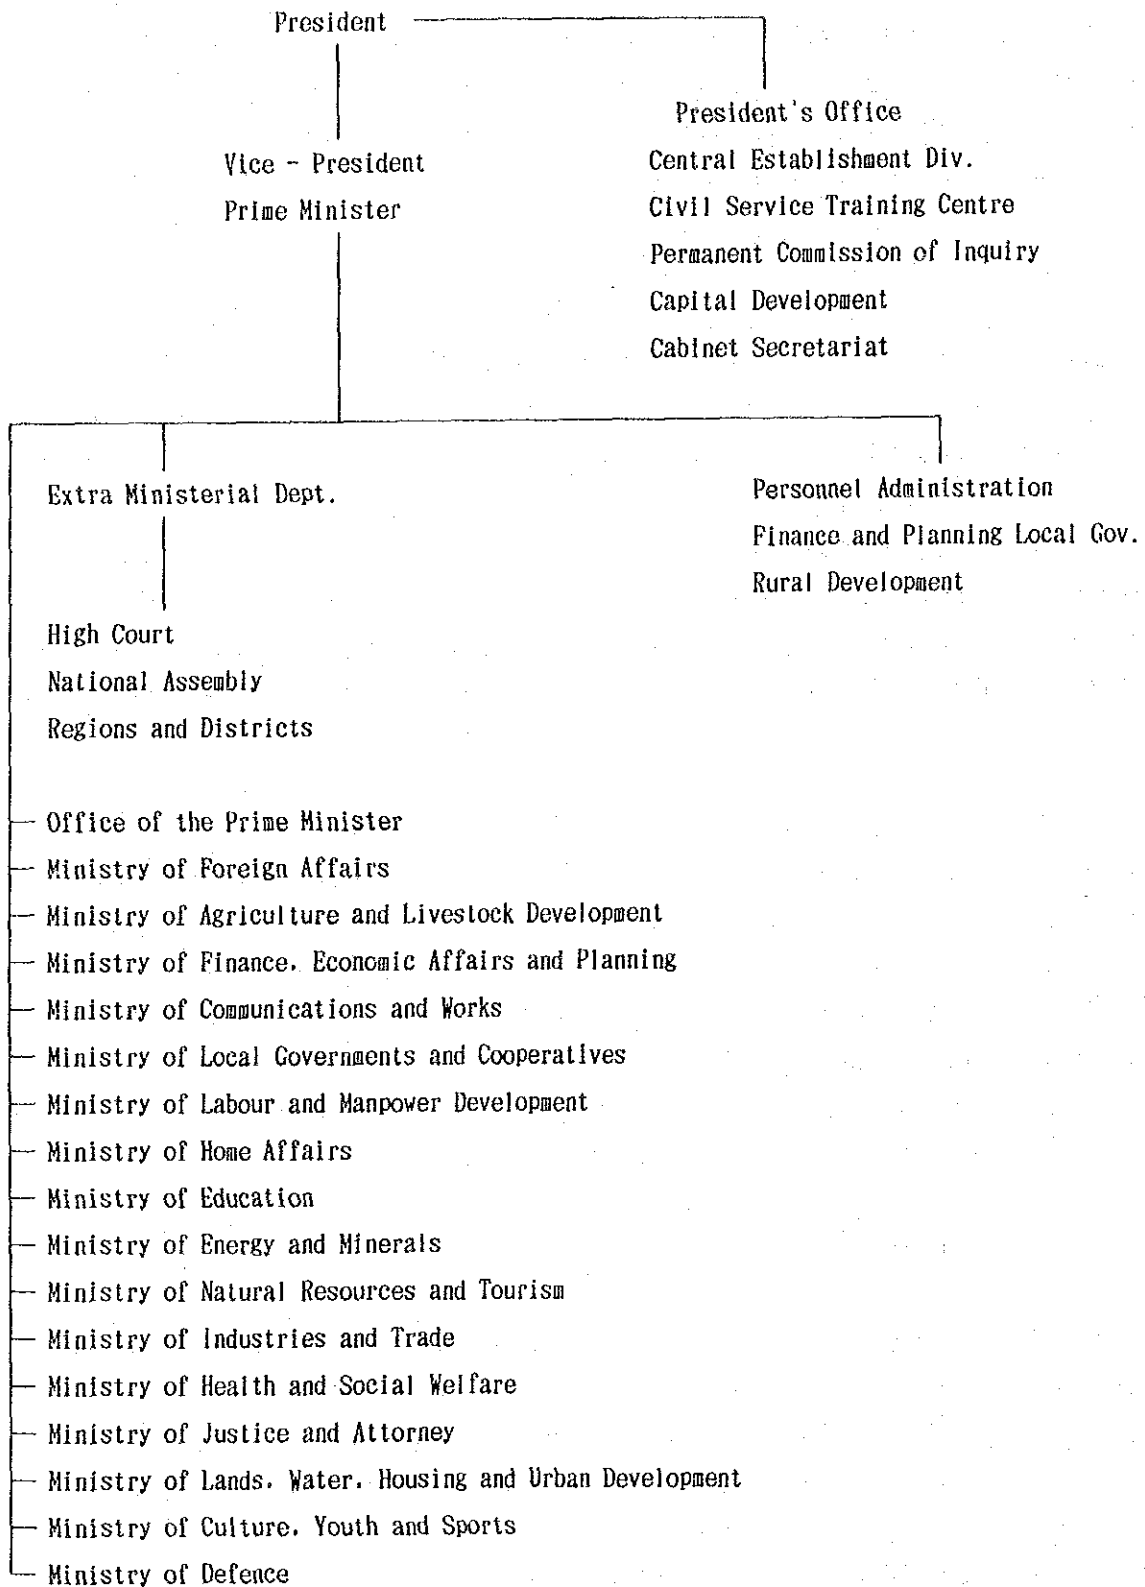 President
President's Office
Vice - President
Central Establishment Div.
Prime Minister
Civil Service Training Centre
Permanent Commission of Inquiry
Capital Development
Cabinet Secretariat
Extra Ministerial Dept.
Personnel Administration
Finance and Planning Local Gov.
Rural Development
High Court
National Assembly
Regions and Districts
Office of the Prime Minister
Ministry of Foreign Affairs
Ministry of Agriculture and Livestock Development
Ministry of Finance. Economic Affairs and Planning
Ministry of Communications and Works
Ministry of Local Governments and Cooperatives
Ministry of Labour and Manpower Development
Ministry of Home Affairs
Ministry of Education
Ministry of Energy and Minerals
Ministry of Natural Resources and Tourism
Ministry of Industries and Trade
Ministry of Health and Social Welfare
Ministry of Justice and Attorney
Ministry of Lands. Water. Housing and Urban Development
Ministry of Culture. Youth and Sports
Ministry of Defence